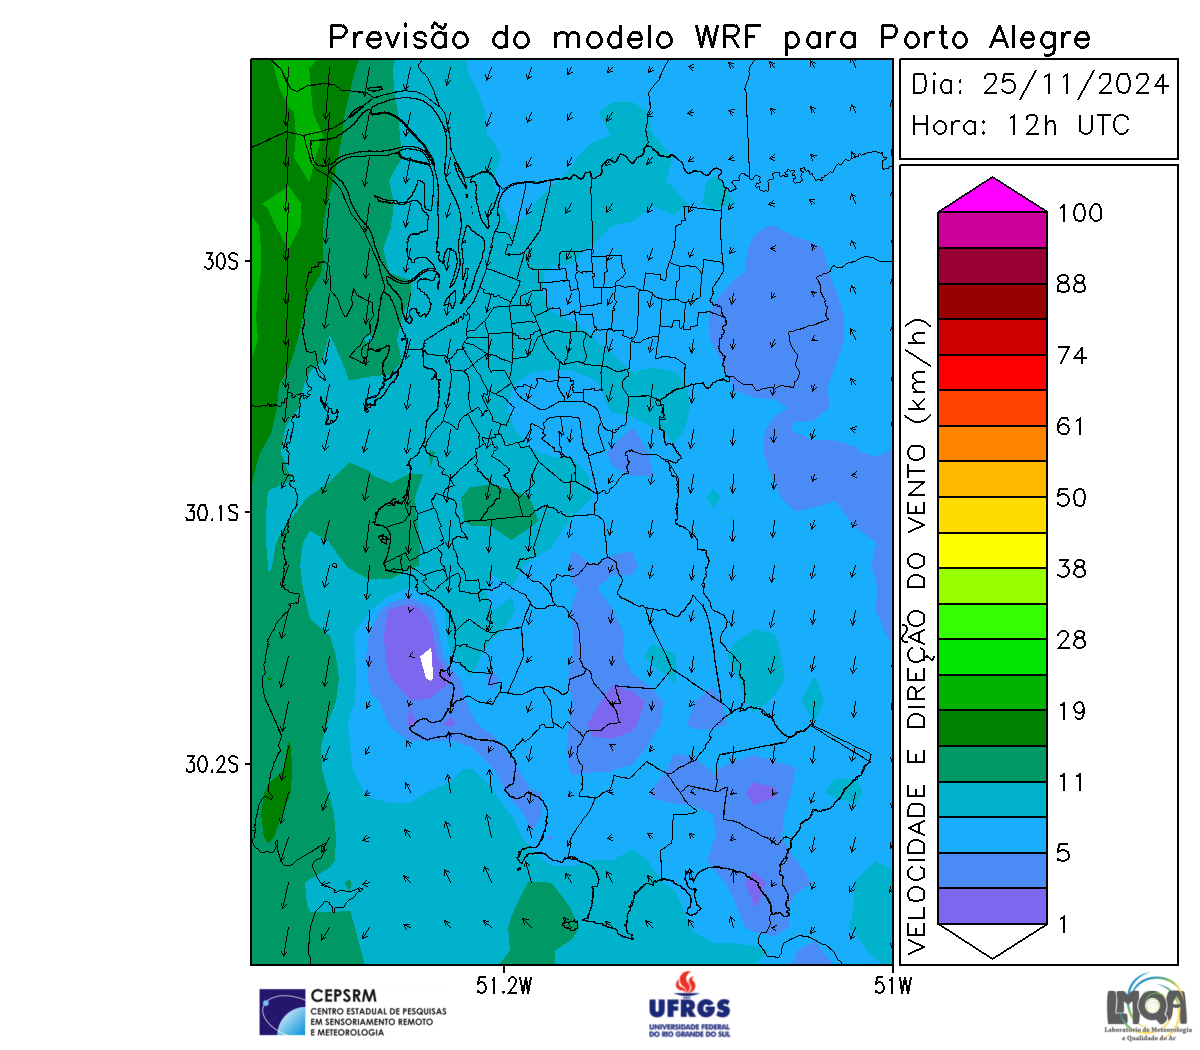 Previsão do modelo WRF para Porto Alegre
Dia: 25/11/2024
Hora: 12h UTC
30S
30.1S
30.2S
51.2W
51W
VELOCIDADE E DIREÇÃO DO VENTO (km/h)
100
88
74
61
50
38
28
19
11
5
1
CEPSRM
CENTRO ESTADUAL DE PESQUISAS
EM SENSORIAMENTO REMOTO
E METEOROLOGIA
UFRGS
UNIVERSIDADE FEDERAL
DO RIO GRANDE DO SUL
LMQA
Laboratório de Meteorologia
e Qualidade do Ar